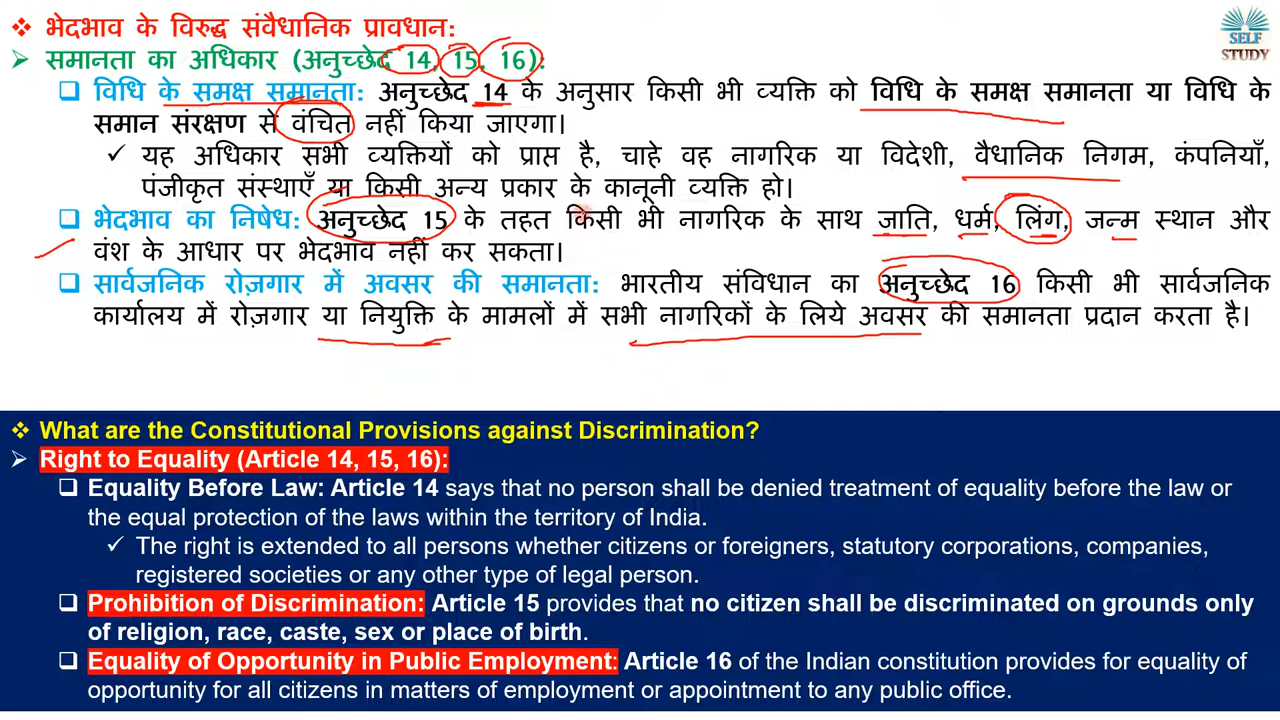 ❖ भेदभाव के विरुद्ध संवैधानिक प्रावधान:
SELF
STUDY
➢ समानता का अधिकार (अनुच्छेद 14, 15, 16):
❑ विधि के समक्ष समानता: अनुच्छेद 14 के अनुसार किसी भी व्यक्ति को विधि के समक्ष समानता या विधि के
समान संरक्षण से वंचित नहीं किया जाएगा।
✓ यह अधिकार सभी व्यक्तियों को प्राप्त है, चाहे वह नागरिक या विदेशी, वैधानिक निगम, कंपनियाँ,
पंजीकृत संस्थाएँ या किसी अन्य प्रकार के कानूनी व्यक्ति हो।
❑ भेदभाव का निषेध: अनुच्छेद 15 के तहत किसी भी नागरिक के साथ जाति, धर्म, लिंग, जन्म स्थान और
वंश के आधार पर भेदभाव नहीं कर सकता।
❑ सार्वजनिक रोज़गार में अवसर की समानता: भारतीय संविधान का अनुच्छेद 16 किसी भी सार्वजनिक
कार्यालय में रोज़गार या नियुक्ति के मामलों में सभी नागरिकों के लिये अवसर की समानता प्रदान करता है।
❖ What are the Constitutional Provisions against Discrimination?
➢ Right to Equality (Article 14, 15, 16):
❑ Equality Before Law: Article 14 says that no person shall be denied treatment of equality before the law or
the equal protection of the laws within the territory of India.
✓ The right is extended to all persons whether citizens or foreigners, statutory corporations, companies,
registered societies or any other type of legal person.
❑ Prohibition of Discrimination: Article 15 provides that no citizen shall be discriminated on grounds only
of religion, race, caste, sex or place of birth.
❑ Equality of Opportunity in Public Employment: Article 16 of the Indian constitution provides for equality of
opportunity for all citizens in matters of employment or appointment to any public office.